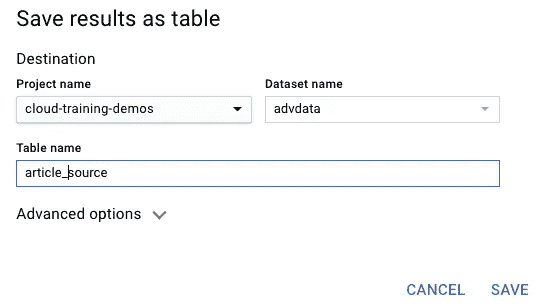 Save results as table
Destination
Project name Dataset name
cloud-training-demos advdata
Table name
article_source
Advanced options
CANCEL SAVE